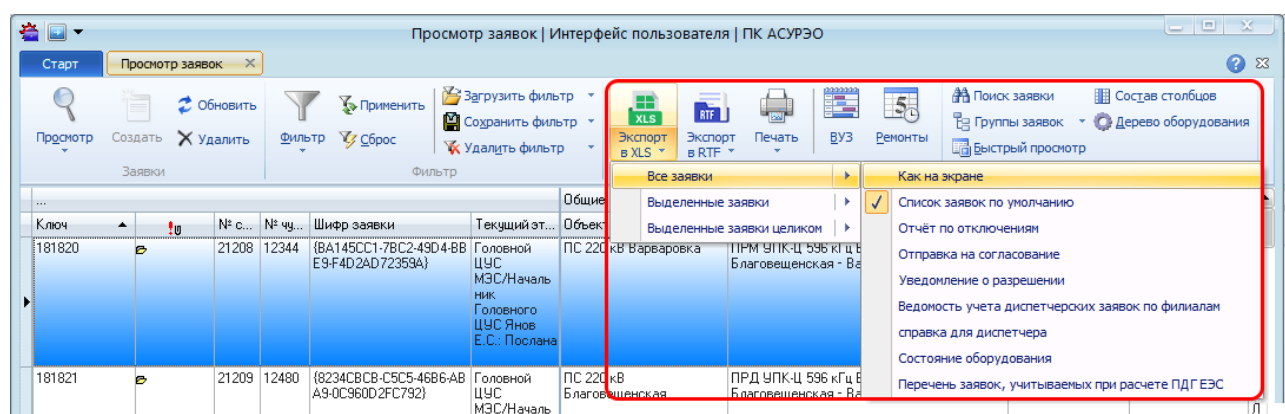 Просмотр заявок | Интерфейс пользователя | ПК АСУРЭО
Старт
Просмотр заявок
Просмотр
Создать
Обновить
Удалить
Заявки
Фильтр
Применить
Сброс
Загрузить фильтр
Сохранить фильтр
Удалить фильтр
Фильтр
XLS
Экспорт
в XLS
RTF
Экспорт
в RTF
Печать
ВУЗ
5
Ремонты
Поиск заявки
Группы заявок
Быстрый просмотр
Состав столбцов
Дерево оборудования
Все заявки
Выделенные заявки
Выделенные заявки целиком
Как на экране
Список заявок по умолчанию
Отчёт по отключениям
Отправка на согласование
Уведомление о разрешении
Ведомость учета диспетчерских заявок по филиалам
справка для диспетчера
Состояние оборудования
Перечень заявок, учитываемых при расчете ПДГ ЕЭС
...
Общие
Ключ
№ с...
№ чу...
Шифр заявки
Текущий эт...
Объект
181820
21208
12344
{BA145CC1-7BC2-49D4-BB
E9-F4D2AD72359A}
Головной
ЦУС
МЭС/Началь
ник
Головного
ЦУС Янов
Е.С.: Послана
ПС 220 кВ Варваровка
ПРМ УПК-Ц 596 кГц В
Благовещенская - Ва
181821
21209
12480
{8234CBCB-C5C5-46B6-AB
A9-0C960D2FC792}
Головной
ЦУС
МЭС/Началь
ПС 220 кВ
Благовещенская
ПРД УПК-Ц 596 кГц В
Благовещенская - Ва
Л